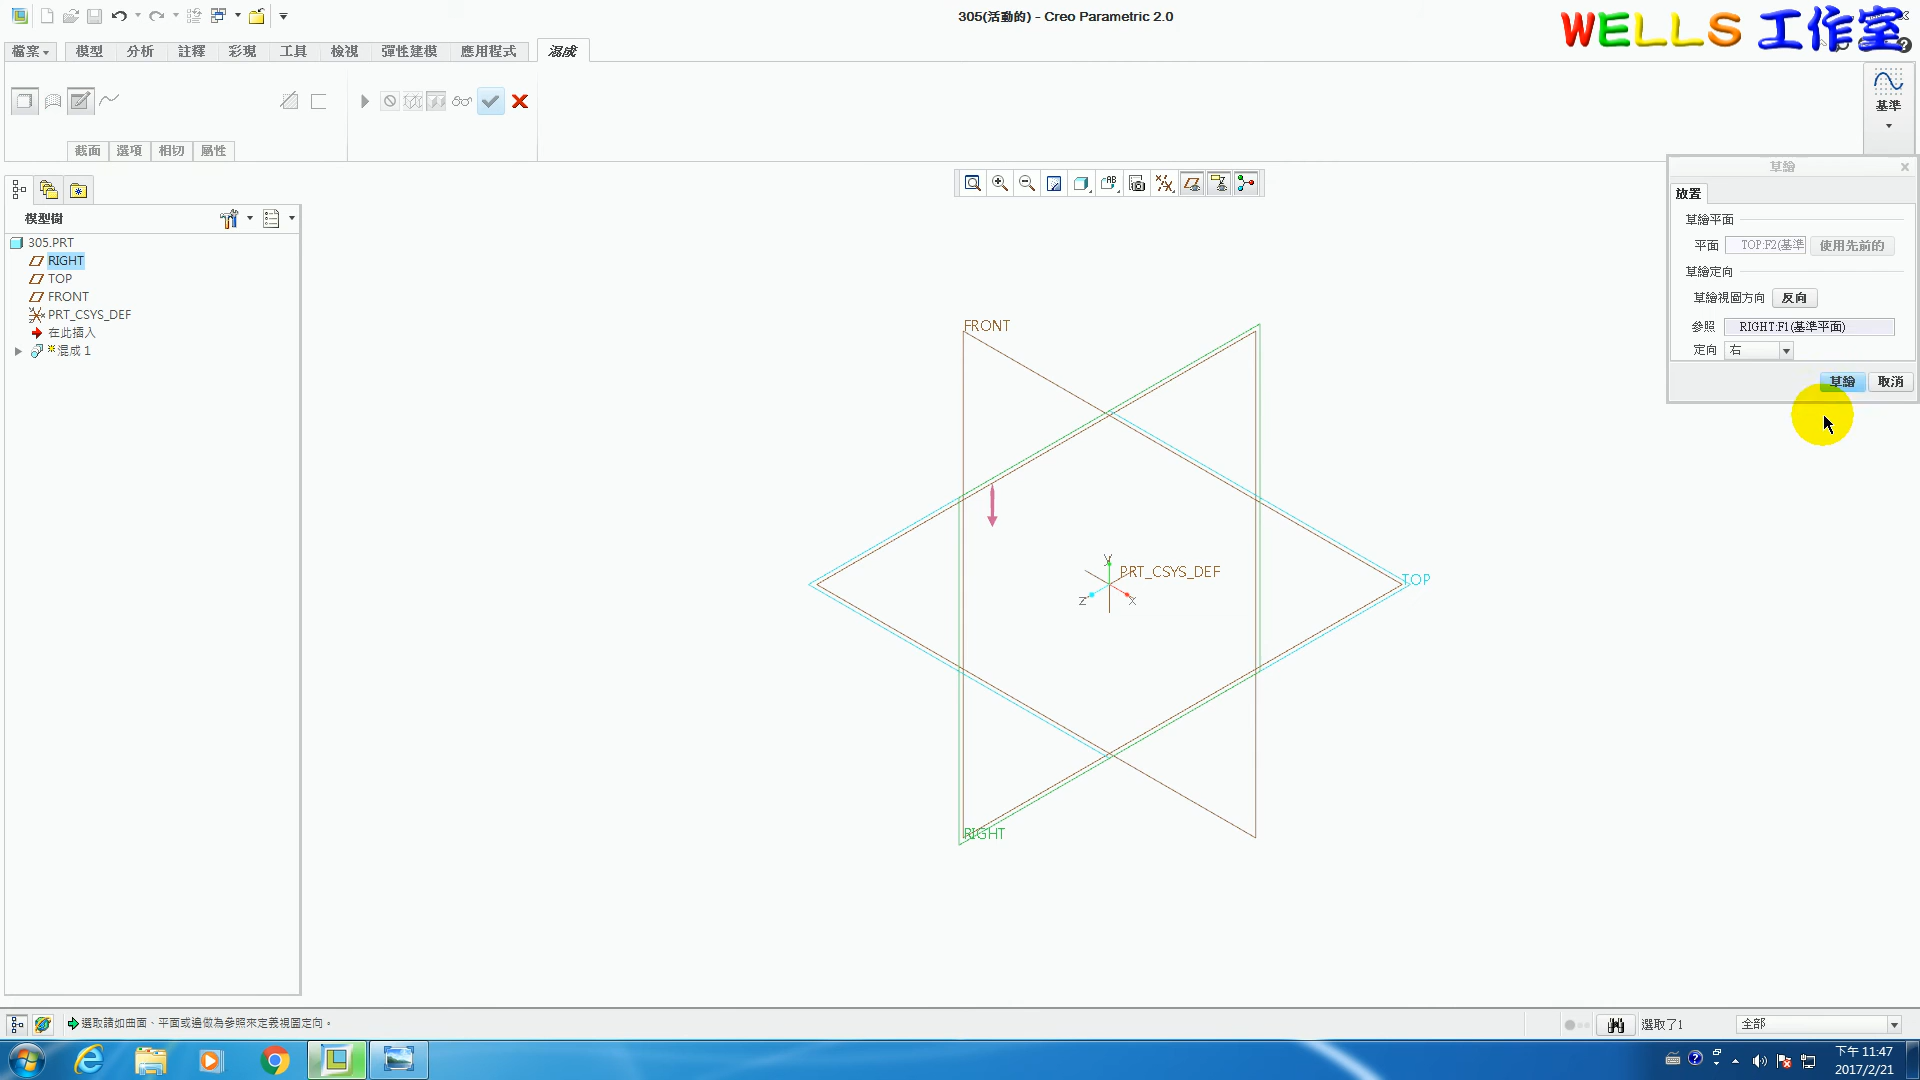 305(活動的) - Creo Parametric 2.0
WELLS 工作室
檔案
模型
分析
註釋
彩現
工具
檢視
彈性建模
應用程式
混成
基準
截面
選項
相切
屬性
草繪
放置
模型樹
草繪平面
305.PRT
平面
TOP:F2(基準
使用先前的
RIGHT
草繪定向
TOP
草繪視圖方向
反向
FRONT
PRT_CSYS_DEF
參照
RIGHT:F1(基準平面)
在此插入
定向
右
混成 1
草繪
取消
FRONT
y
PRT_CSYS_DEF
TOP
z
x
RIGHT
選取諸如曲面、平面或邊做為參照來定義視圖定向。
選取了1
全部
下午 11:47
2017/2/21